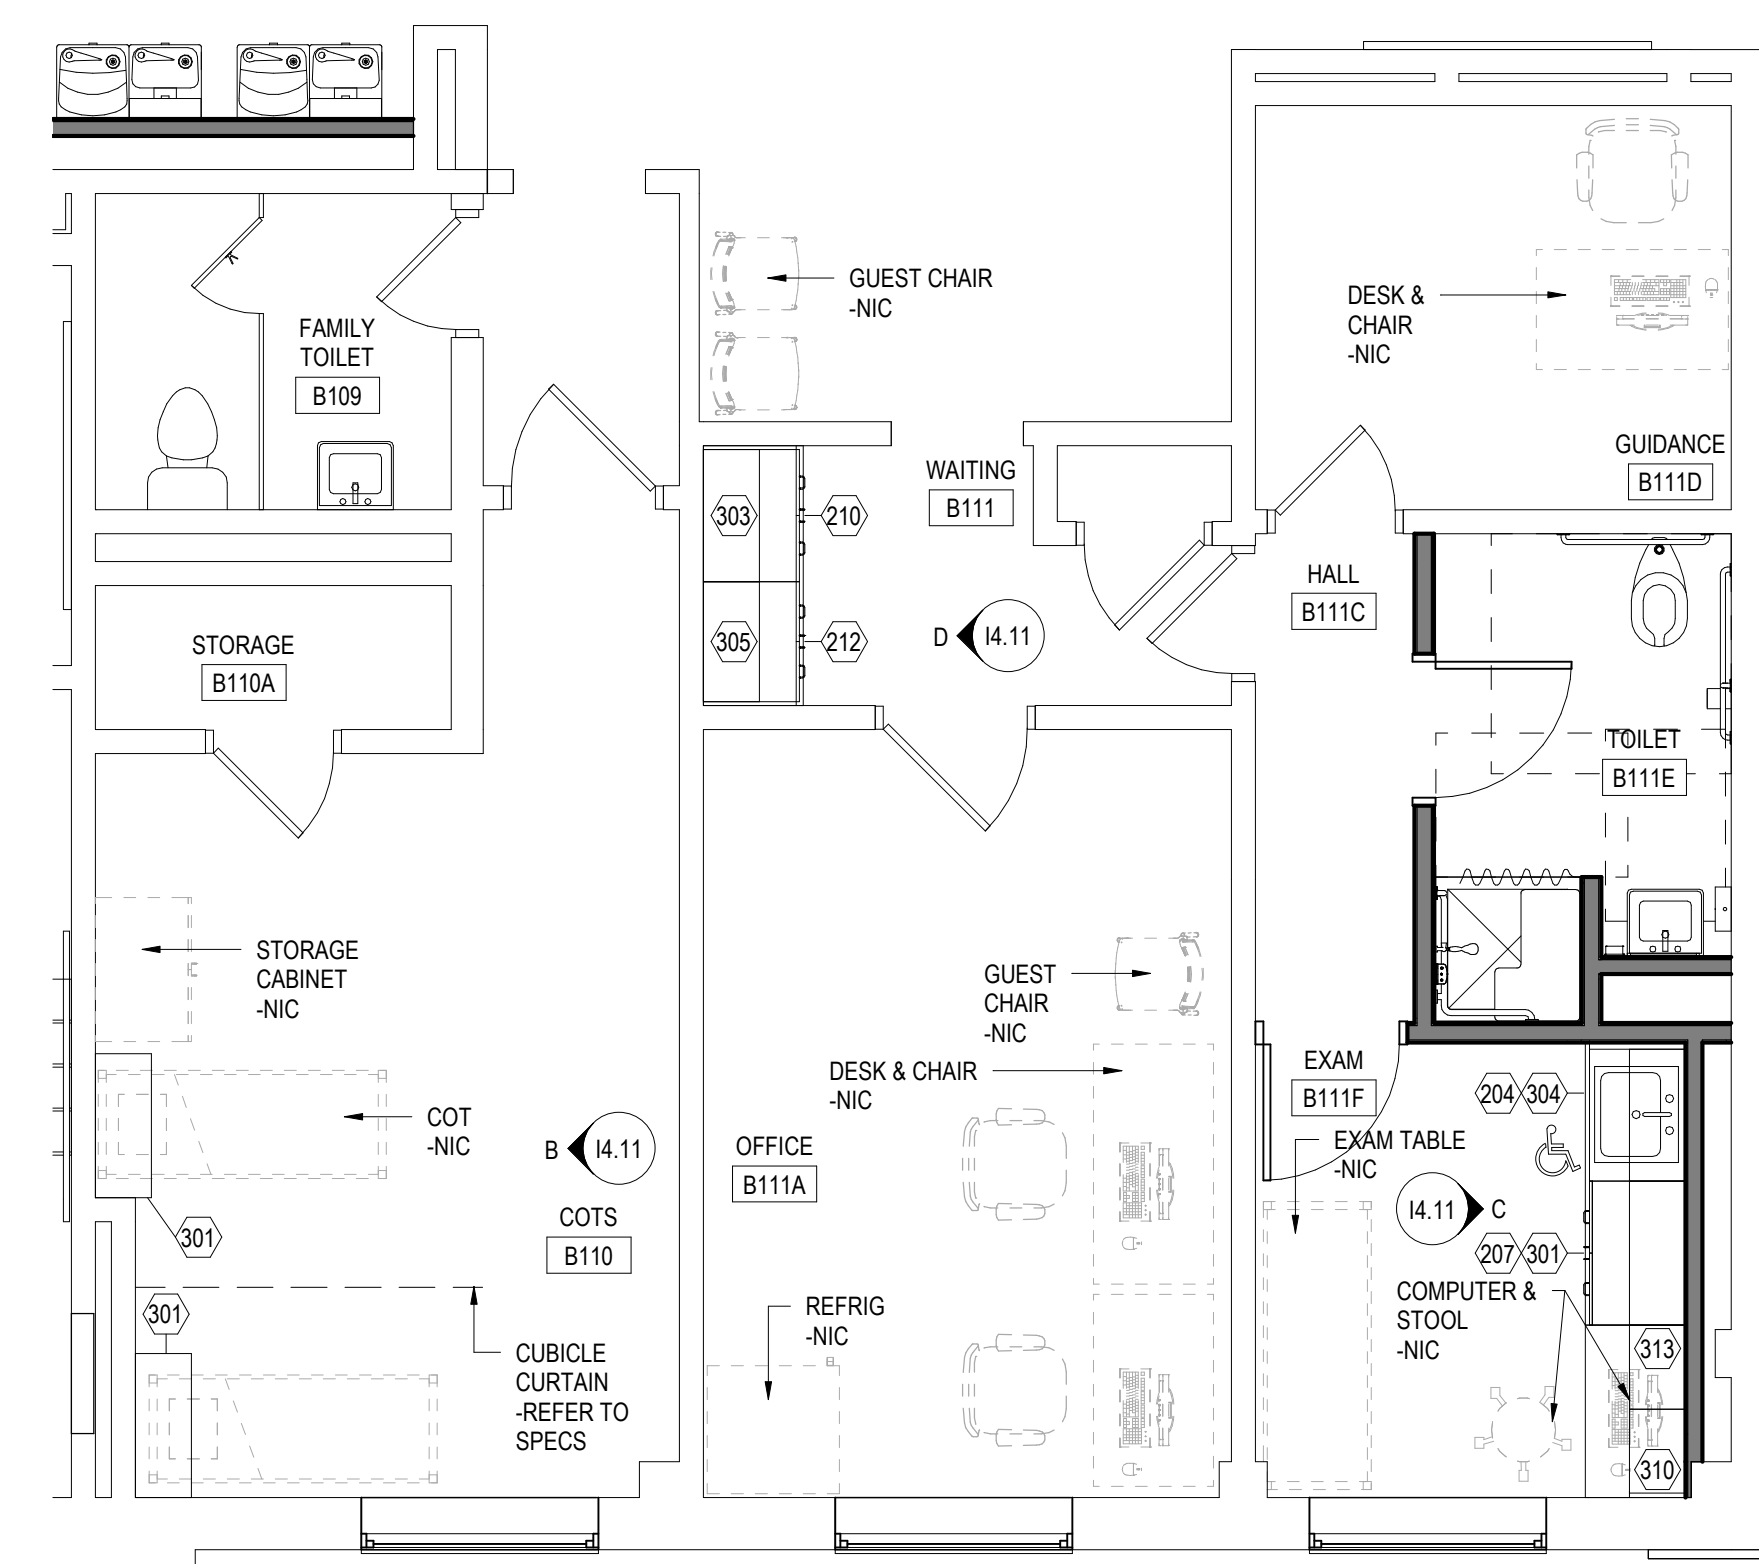 GUEST CHAIR
-NIC
DESK &
CHAIR
-NIC
FAMILY
TOILET
B109
GUIDANCE
B111D
WAITING
B111
303
210
HALL
B111C
305
212
D
I4.11
STORAGE
B110A
TOILET
B111E
STORAGE
CABINET
-NIC
GUEST
CHAIR
-NIC
DESK & CHAIR
-NIC
EXAM
B111F
204
304
COT
-NIC
EXAM TABLE
-NIC
B
I4.11
OFFICE
B111A
I4.11
C
301
COTS
B110
207
301
COMPUTER &
STOOL
-NIC
301
REFRIG
-NIC
313
CUBICLE
CURTAIN
-REFER TO
SPECS
310